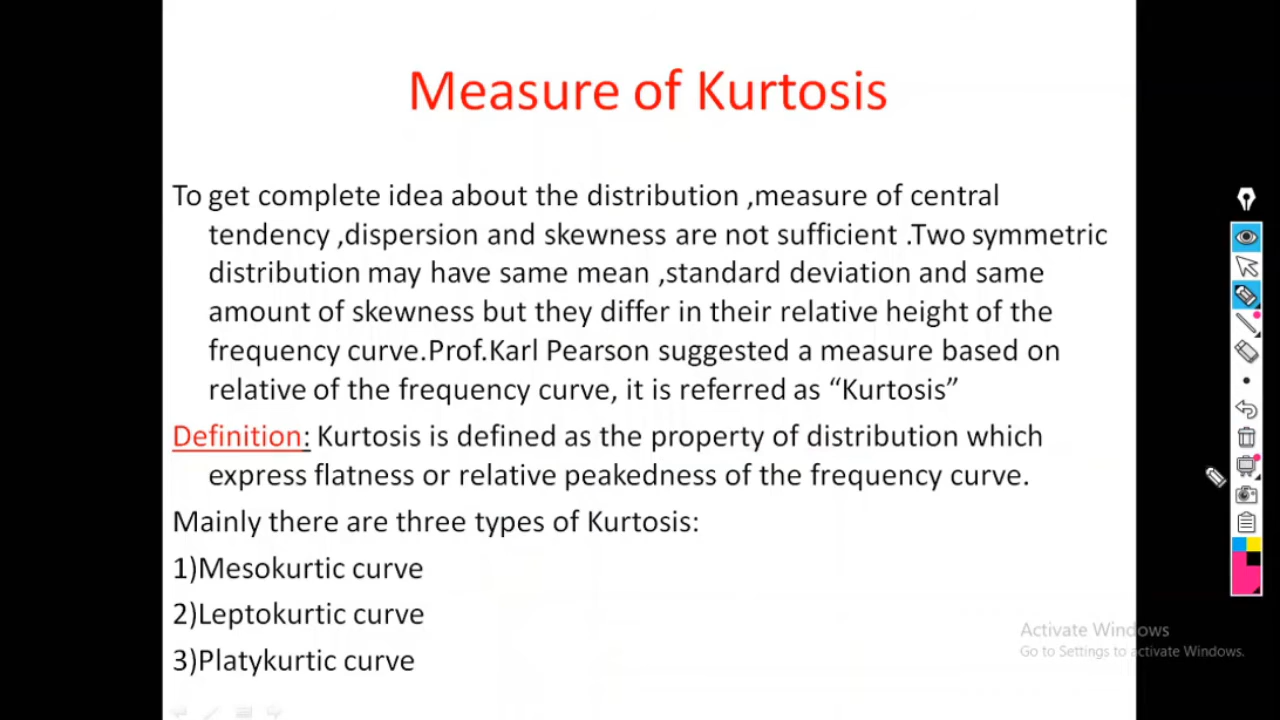 Measure of Kurtosis
To get complete idea about the distribution ,measure of central
tendency ,dispersion and skewness are not sufficient .Two symmetric
distribution may have same mean ,standard deviation and same
amount of skewness but they differ in their relative height of the
frequency curve.Prof.Karl Pearson suggested a measure based on
relative of the frequency curve, it is referred as “Kurtosis”
Definition: Kurtosis is defined as the property of distribution which
express flatness or relative peakedness of the frequency curve.
Mainly there are three types of Kurtosis:
1)Mesokurtic curve
2)Leptokurtic curve
3)Platykurtic curve
Activate Windows
Go to Settings to activate Windows.